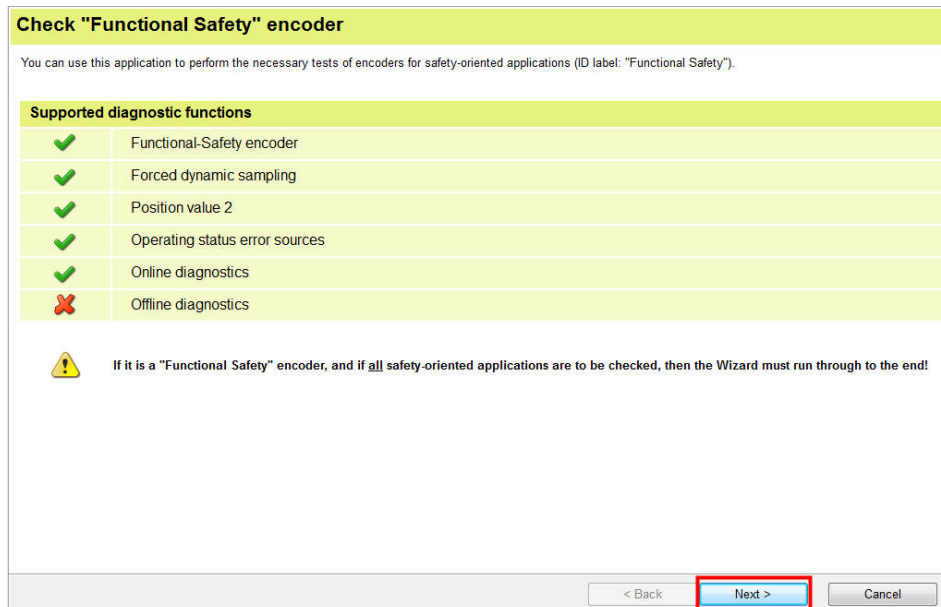 Check "Functional Safety" encoder
You can use this application to perform the necessary tests of encoders for safety-oriented applications (ID label: "Functional Safety").
Supported diagnostic functions
Functional-Safety encoder
Forced dynamic sampling
Position value 2
Operating status error sources
Online diagnostics
Offline diagnostics
If it is a "Functional Safety" encoder, and if all safety-oriented applications are to be checked, then the Wizard must run through to the end!
< Back Next > Cancel